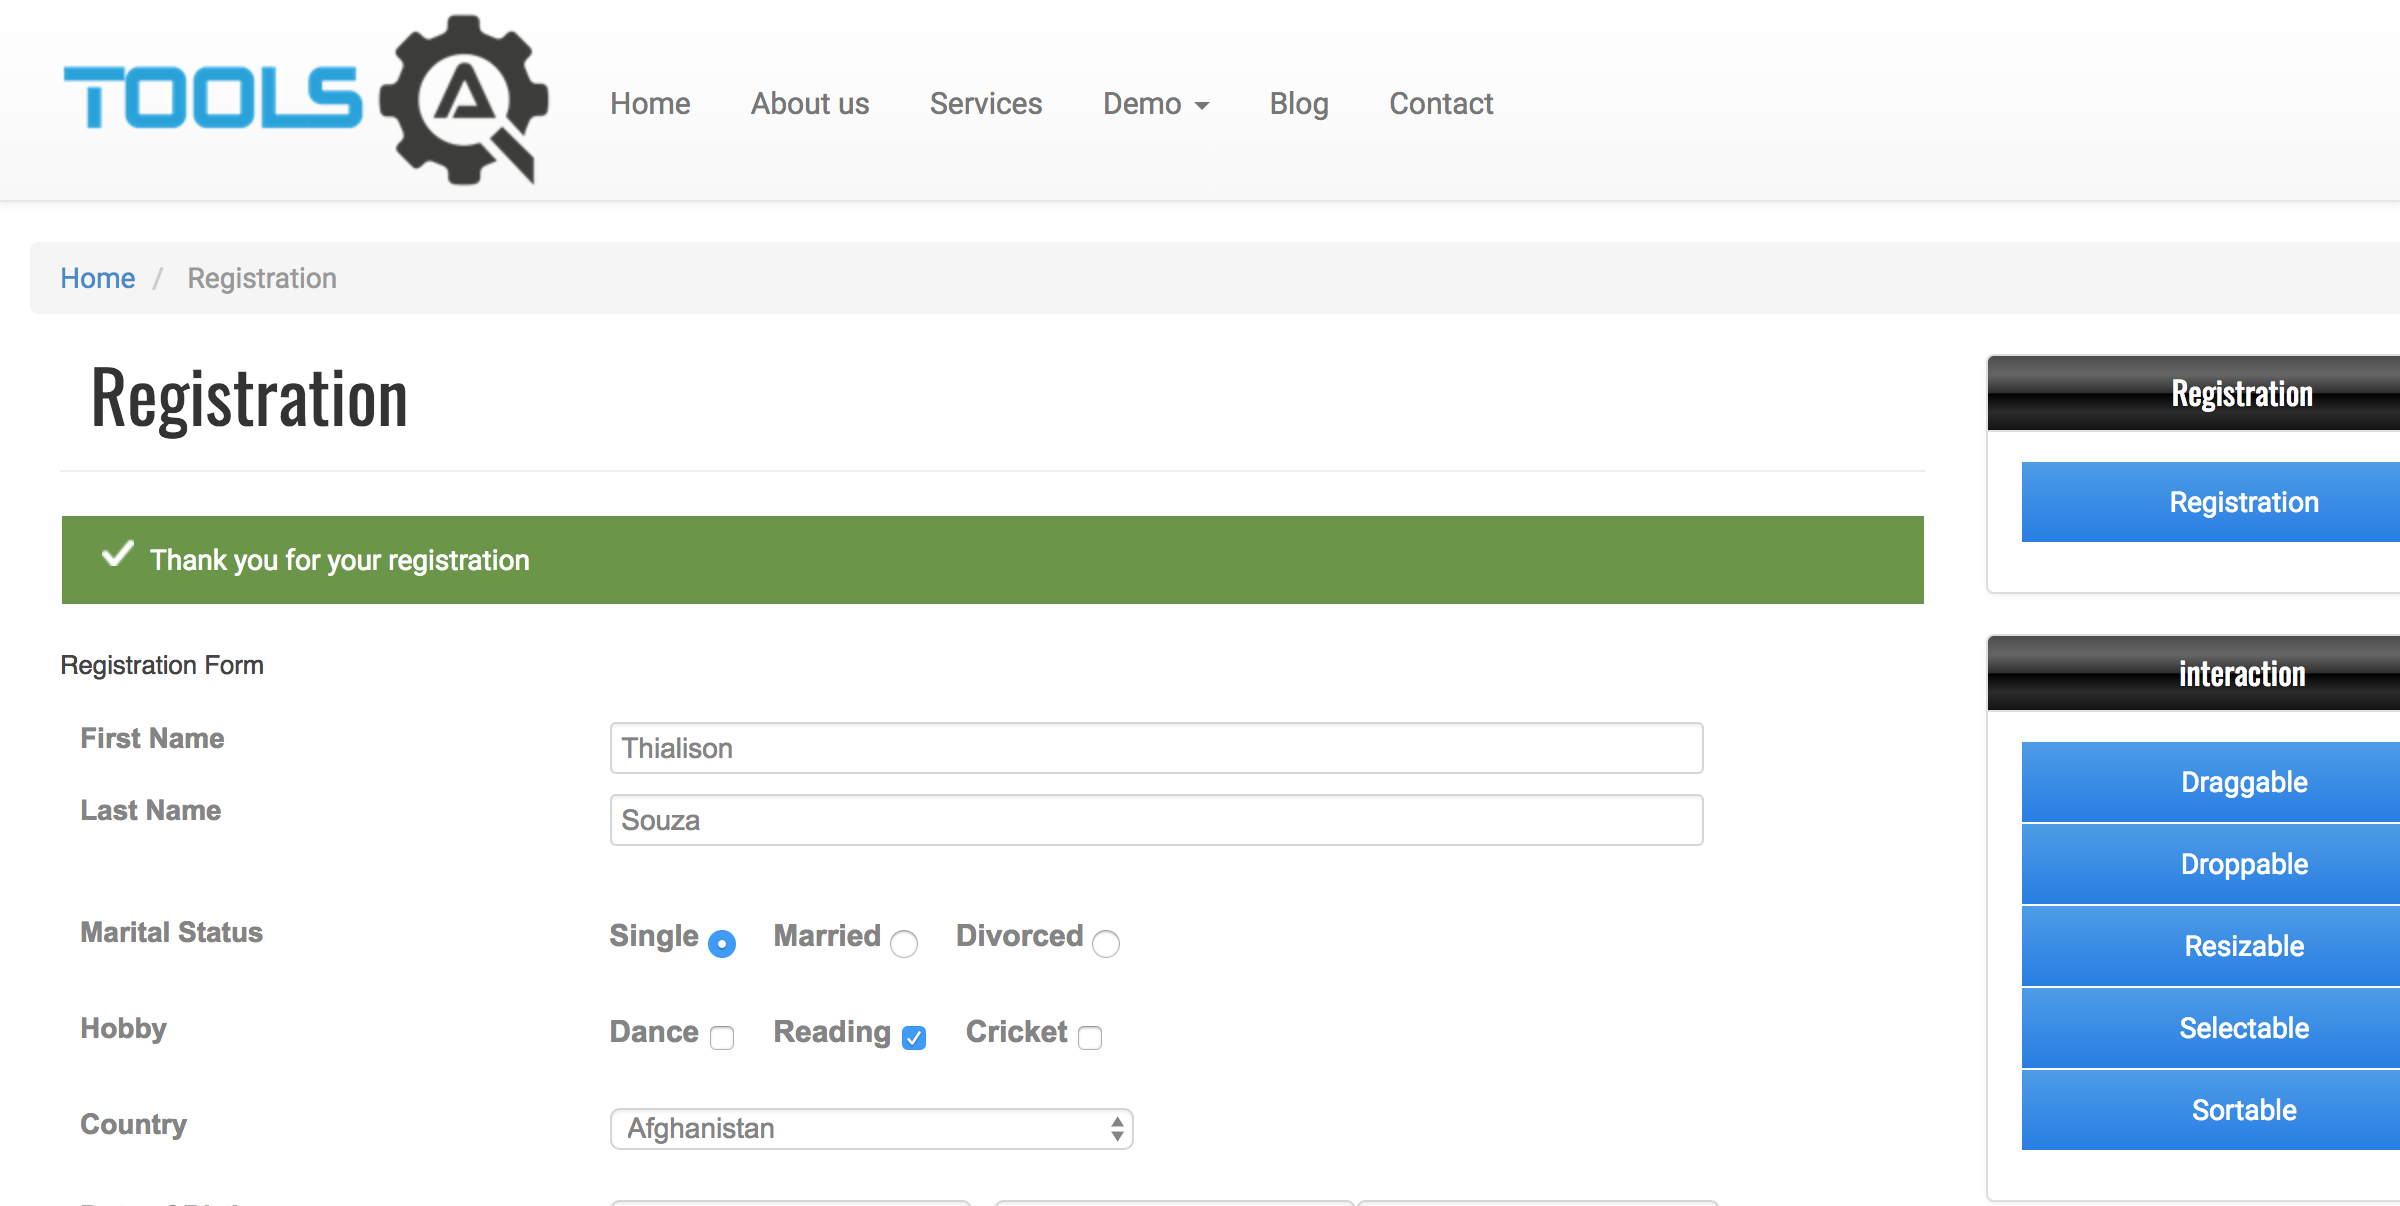 TOOLS QA
Home About us Services Demo Blog Contact
Home / Registration
Registration
Thank you for your registration
Registration Form
First Name Thialison
Last Name Souza
Marital Status Single Married Divorced
Hobby Dance Reading Cricket
Country Afghanistan
Registration
Registration
interaction
Draggable
Droppable
Resizable
Selectable
Sortable